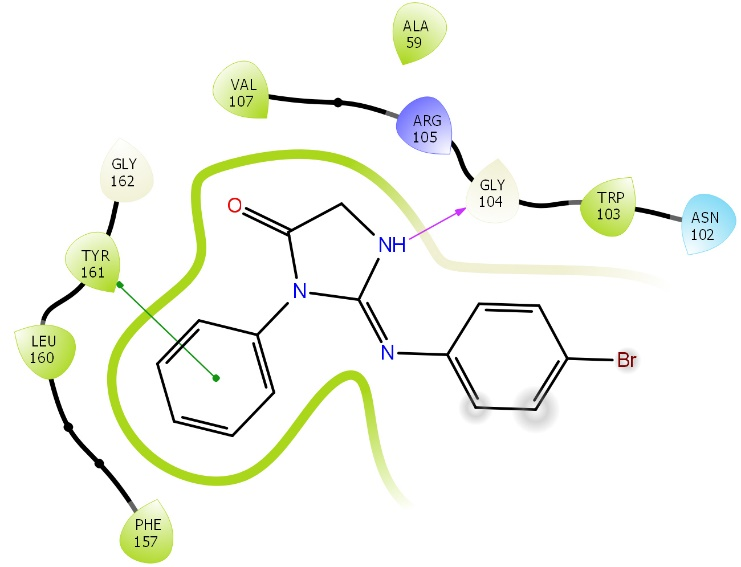 ALA
59
VAL
107
ARG
105
GLY
162
GLY
104
TRP
103
ASN
102
O
NH
TYR
161
N
LEU
160
N
Br
PHE
157